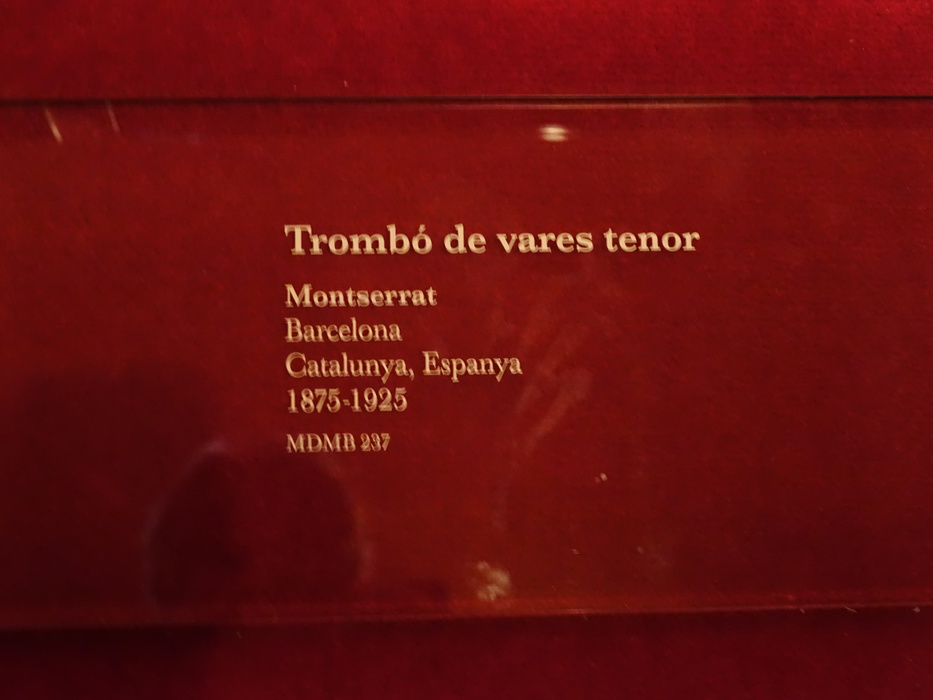 Trombó de vares tenor
Montserrat
Barcelona
Catalunya, Espanya
1875-1925
MDMB 237